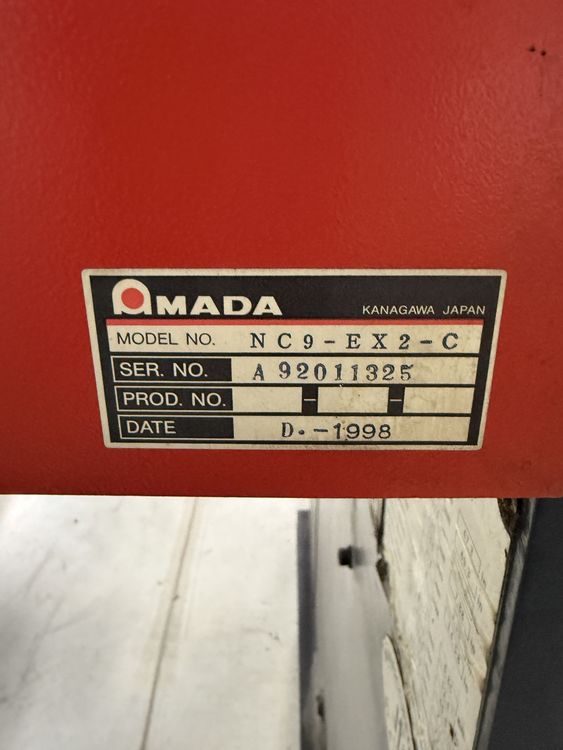 AMADA
KANAGAWA JAPAN
MODEL NO. NC9-EX2-C
SER. NO. A 92011325
PROD. NO. - -
DATE D.-1998